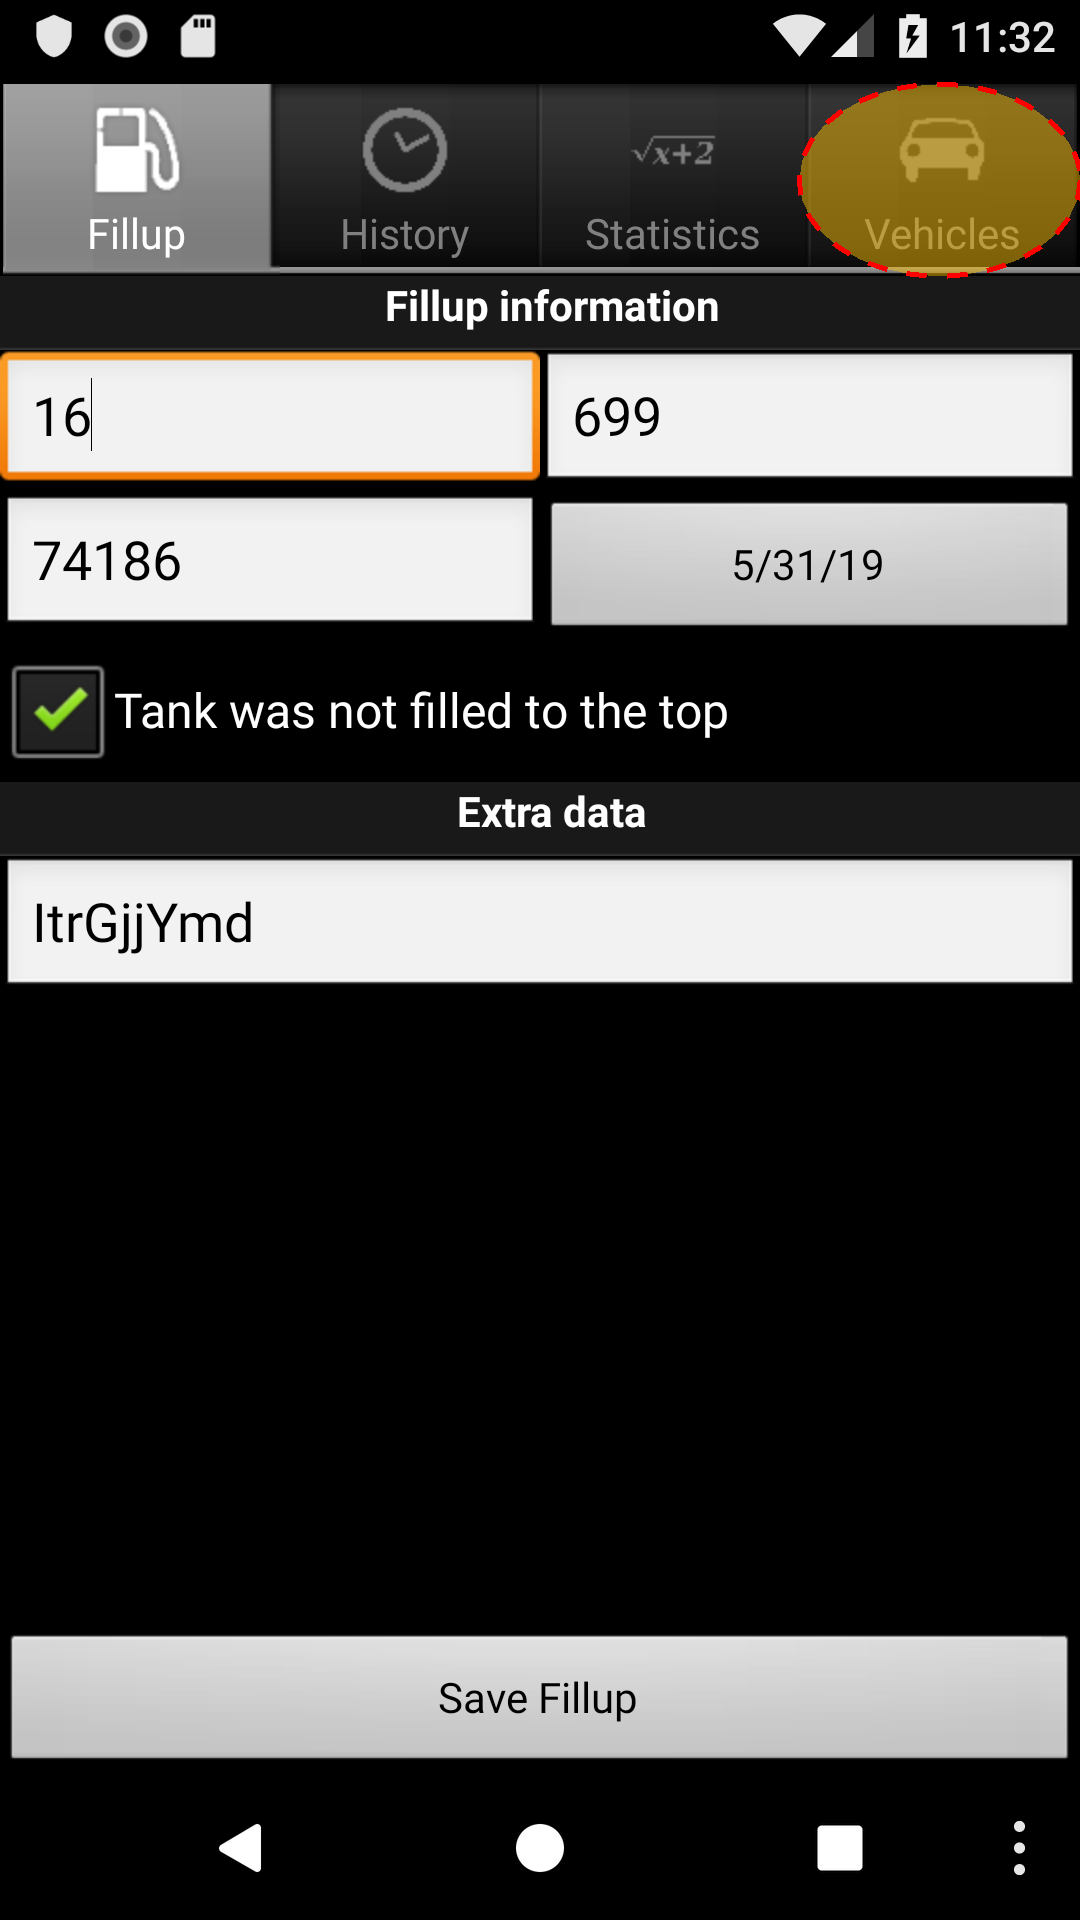 11:32
√x+2
Fillup History Statistics Vehicles
Fillup information
16 699
74186 5/31/19
Tank was not filled to the top
Extra data
ItrGjjYmd
Save Fillup